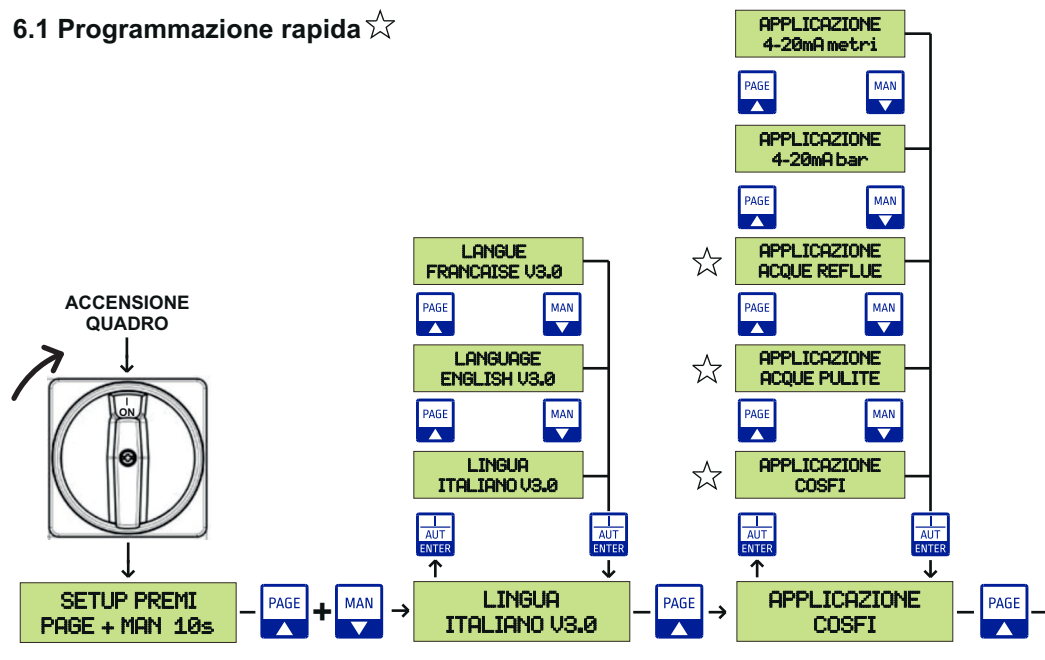 6.1 Programmazione rapida
APPLICAZIONE
4-20mA metri
PAGE
MAN
APPLICAZIONE
4-20mA bar
PAGE
MAN
LANGUE
FRANCAISE V3.0
APPLICAZIONE
ACQUE REFLUE
PAGE
MAN
PAGE
MAN
ACCENSIONE
QUADRO
LANGUAGE
ENGLISH V3.0
APPLICAZIONE
ACQUE PULITE
I
ON
PAGE
MAN
PAGE
MAN
LINGUA
ITALIANO V3.0
APPLICAZIONE
COSFI
I
AUT
ENTER
I
AUT
ENTER
I
AUT
ENTER
I
AUT
ENTER
SETUP PREMI
PAGE + MAN 10s
PAGE
+
MAN
LINGUA
ITALIANO V3.0
PAGE
APPLICAZIONE
COSFI
PAGE